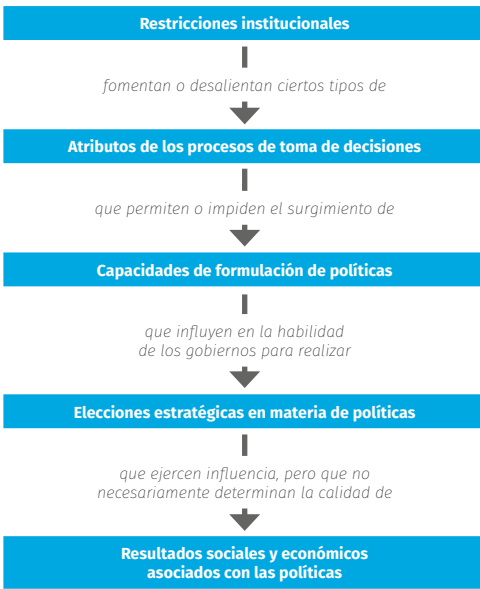 Restricciones institucionales
fomentan o desalientan ciertos tipos de
Atributos de los procesos de toma de decisiones
que permiten o impiden el surgimiento de
Capacidades de formulación de políticas
que influyen en la habilidad
de los gobiernos para realizar
Elecciones estratégicas en materia de políticas
que ejercen influencia, pero que no
necesariamente determinan la calidad de
Resultados sociales y económicos
asociados con las políticas